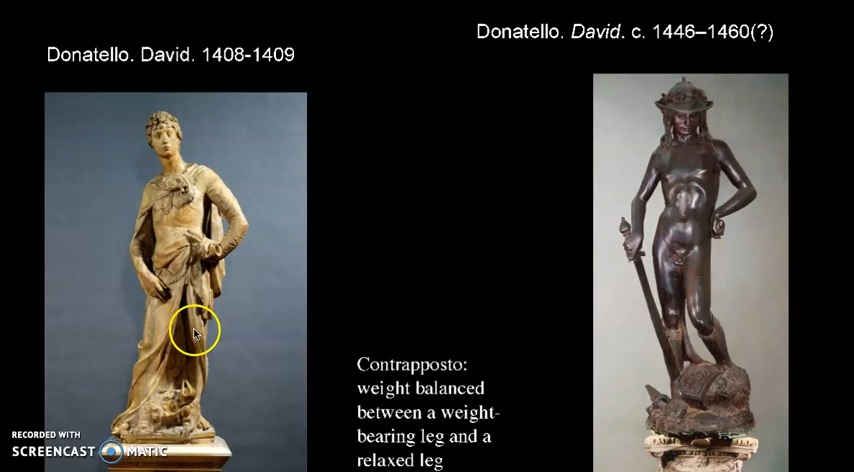 Donatello. David. 1408-1409
Donatello. David. c. 1446–1460(?)
Contrapposto:
weight balanced
between a weight-
bearing leg and a
relaxed leg
RECORDED WITH
SCREENCAST MATIC